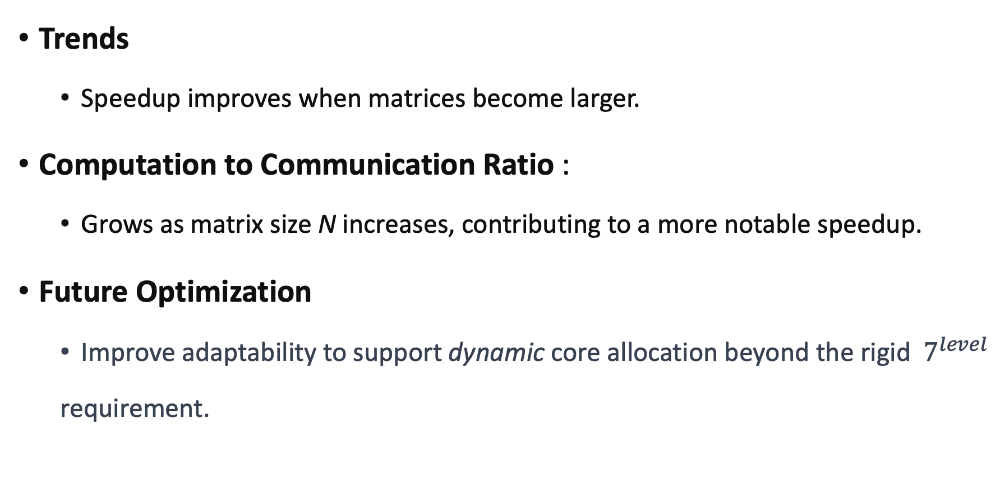 • Trends
• Speedup improves when matrices become larger.
• Computation to Communication Ratio :
• Grows as matrix size N increases, contributing to a more notable speedup.
• Future Optimization
• Improve adaptability to support dynamic core allocation beyond the rigid 7^level
requirement.